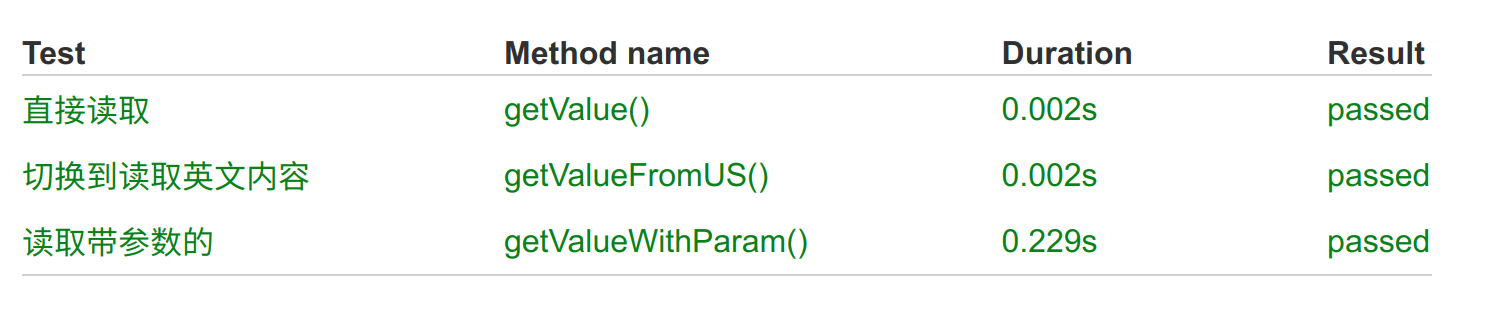 Test Method name Duration Result
直接读取 getValue() 0.002s passed
切换到读取英文内容 getValueFromUS() 0.002s passed
读取带参数的 getValueWithParam() 0.229s passed